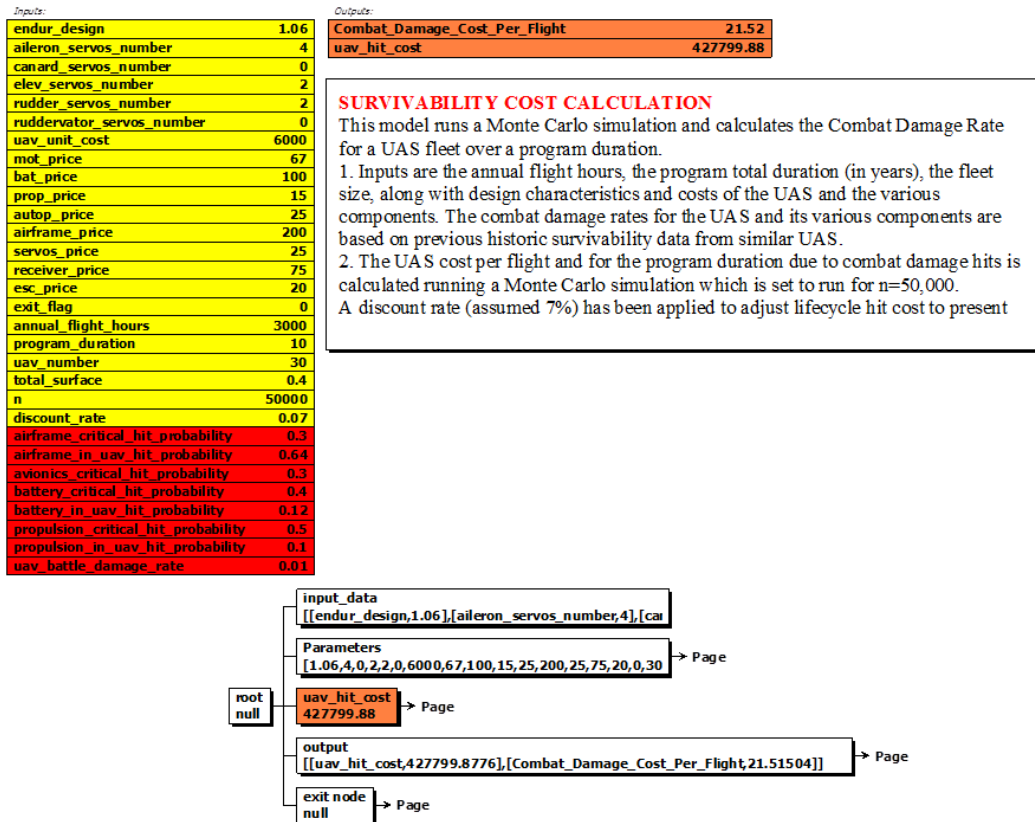 Inputs:
endur_design 1.06
aileron_servos_number 4
canard_servos_number 0
elev_servos_number 2
rudder_servos_number 2
ruddervator_servos_number 0
uav_unit_cost 6000
mot_price 67
bat_price 100
prop_price 15
autop_price 25
airframe_price 200
servos_price 25
receiver_price 75
esc_price 20
exit_flag 0
annual_flight_hours 3000
program_duration 10
uav_number 30
total_surface 0.4
n 50000
discount_rate 0.07
airframe_critical_hit_probability 0.3
airframe_in_uav_hit_probability 0.64
avionics_critical_hit_probability 0.3
battery_critical_hit_probability 0.4
battery_in_uav_hit_probability 0.12
propulsion_critical_hit_probability 0.5
propulsion_in_uav_hit_probability 0.1
uav_battle_damage_rate 0.01
Outputs:
Combat_Damage_Cost_Per_Flight 21.52
uav_hit_cost 427799.88
SURVIVABILITY COST CALCULATION
This model runs a Monte Carlo simulation and calculates the Combat Damage Rate
for a UAS fleet over a program duration.
1. Inputs are the annual flight hours, the program total duration (in years), the fleet
size, along with design characteristics and costs of the UAS and the various
components. The combat damage rates for the UAS and its various components are
based on previous historic survivability data from similar UAS.
2. The UAS cost per flight and for the program duration due to combat damage hits is
calculated running a Monte Carlo simulation which is set to run for n=50,000.
A discount rate (assumed 7%) has been applied to adjust lifecycle hit cost to present
input_data
[[endur_design,1.06],[aileron_servos_number,4],[car
Parameters
[1.06,4,0,2,2,0,6000,67,100,15,25,200,25,75,20,0,30
Page
root
null
uav_hit_cost
427799.88
Page
output
[[uav_hit_cost,427799.8776],[Combat_Damage_Cost_Per_Flight,21.51504]]
Page
exit node
null
Page